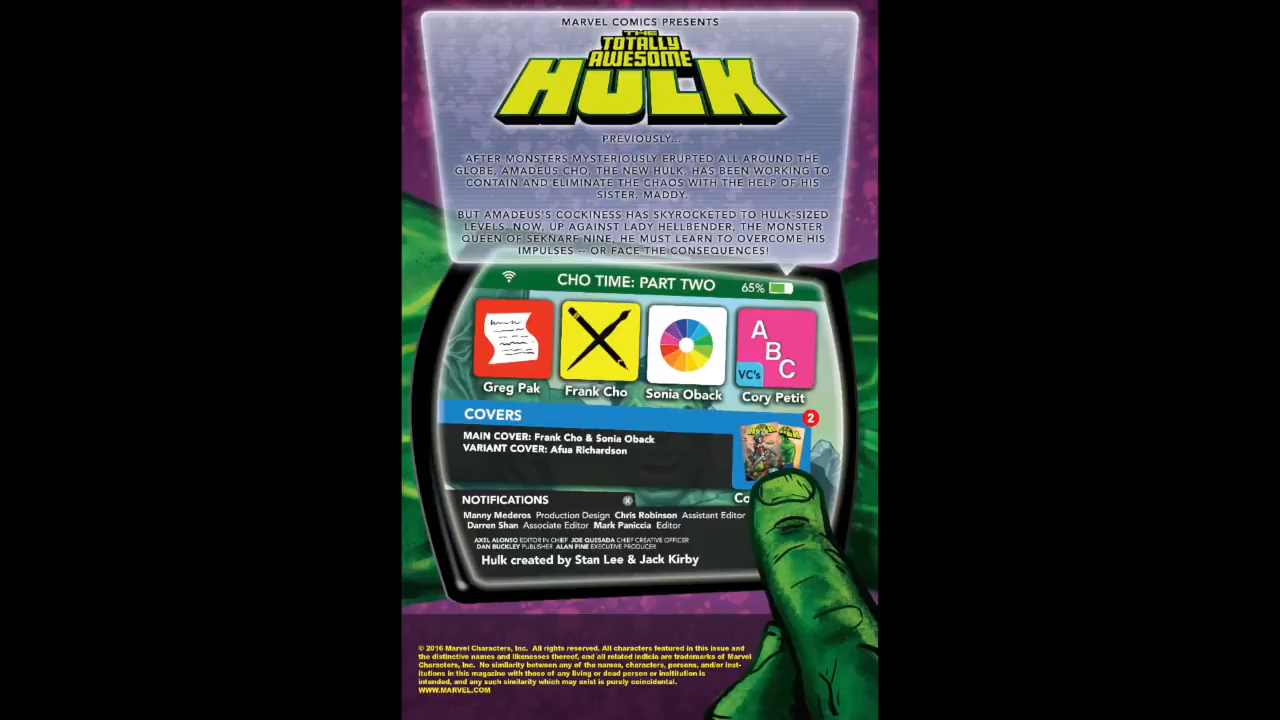 MARVEL COMICS PRESENTS
THE
TOTALLY
AWESOME
HULK
PREVIOUSLY...
AFTER MONSTERS MYSTERIOUSLY ERUPTED ALL AROUND THE
GLOBE, AMADEUS CHO, THE NEW HULK, HAS BEEN WORKING TO
CONTAIN AND ELIMINATE THE CHAOS WITH THE HELP OF HIS
SISTER, MADDY.
BUT AMADEUS'S COCKINESS HAS SKYROCKETED TO HULK-SIZED
LEVELS. NOW, UP AGAINST LADY HELLBENDER, THE MONSTER
QUEEN OF SEKNARF NINE, HE MUST LEARN TO OVERCOME HIS
IMPULSES -- OR FACE THE CONSEQUENCES!
CHO TIME: PART TWO 65%
A
B
C
VC's
Greg Pak Frank Cho Sonia Oback Cory Petit
COVERS 2
MAIN COVER: Frank Cho & Sonia Oback
VARIANT COVER: Afua Richardson
HULK HULK
NOTIFICATIONS x Co
Manny Mederos Production Design Chris Robinson Assistant Editor
Darren Shan Associate Editor Mark Paniccia Editor
AXEL ALONSO EDITOR IN CHIEF JOE QUESADA CHIEF CREATIVE OFFICER
DAN BUCKLEY PUBLISHER ALAN FINE EXECUTIVE PRODUCER
Hulk created by Stan Lee & Jack Kirby
© 2016 Marvel Characters, Inc. All rights reserved. All characters featured in this issue and
the distinctive names and likenesses thereof, and all related indicia are trademarks of Marvel
Characters, Inc. No similarity between any of the names, characters, persons, and/or inst-
itutions in this magazine with those of any living or dead person or institution is
intended, and any such similarity which may exist is purely coincidental.
WWW.MARVEL.COM